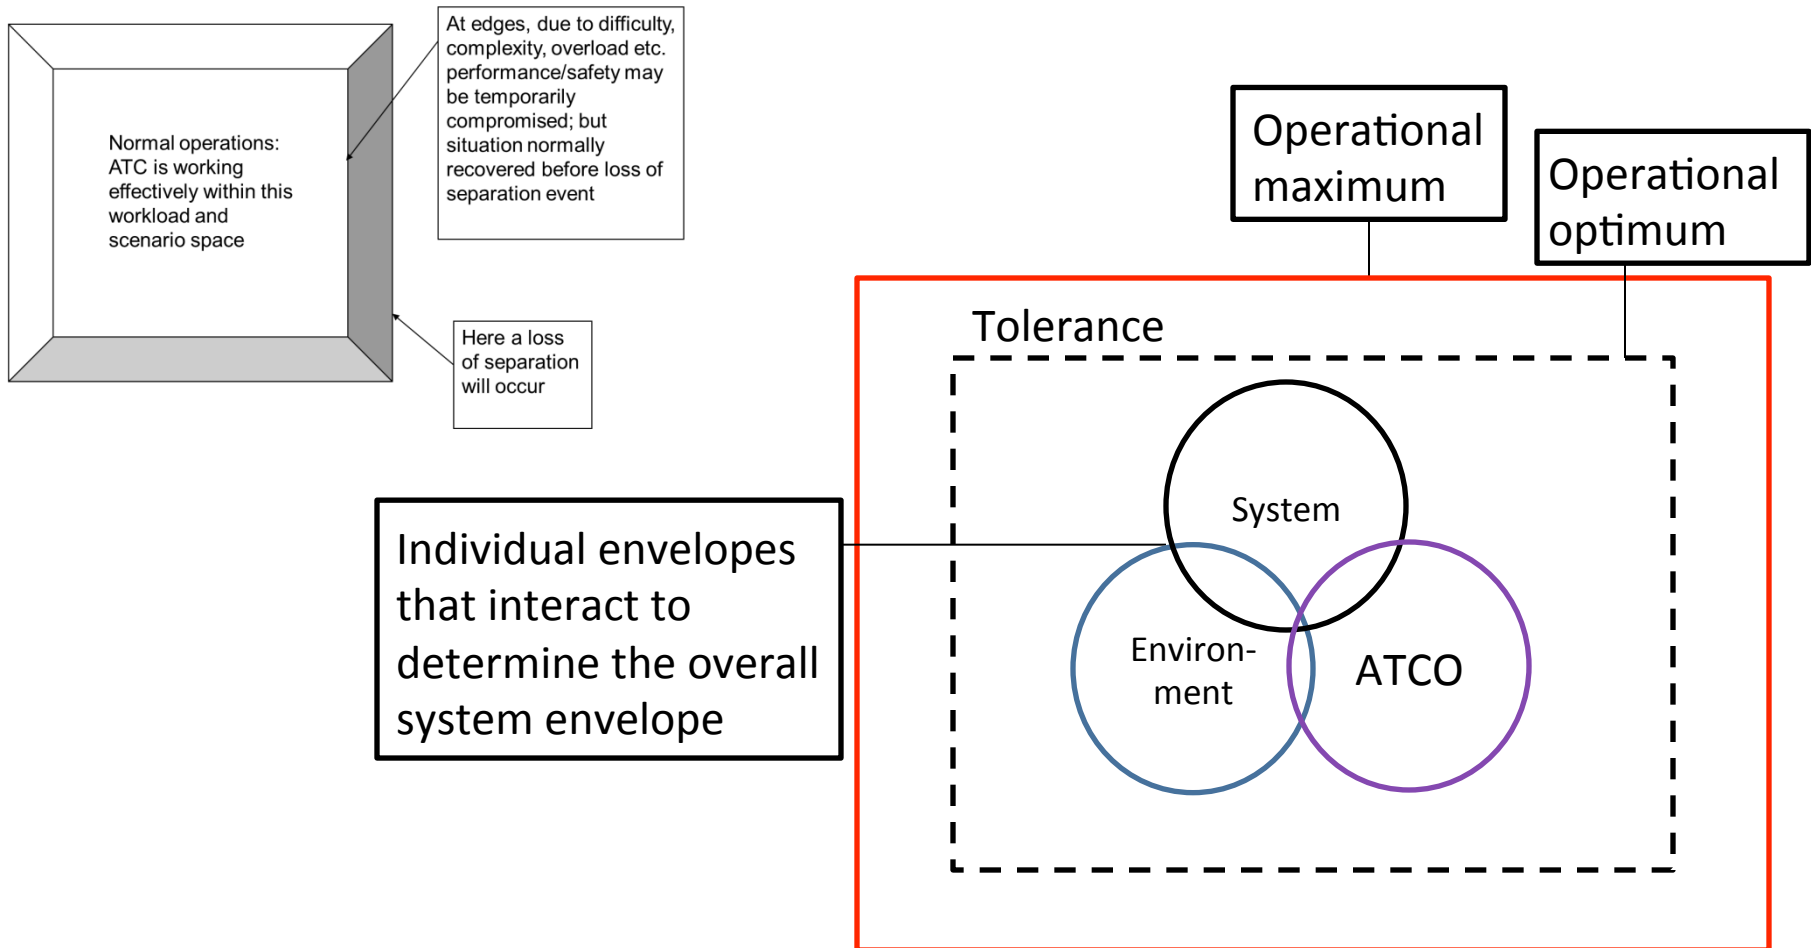 At edges, due to difficulty,
complexity, overload etc.
performance/safety may
be temporarily
compromised; but
situation normally
recovered before loss of
separation event
Normal operations:
ATC is working
effectively within this
workload and
scenario space
Here a loss
of separation
will occur
Operational
maximum
Operational
optimum
Tolerance
Individual envelopes
that interact to
determine the overall
system envelope
System
Environ-
ment
ATCO